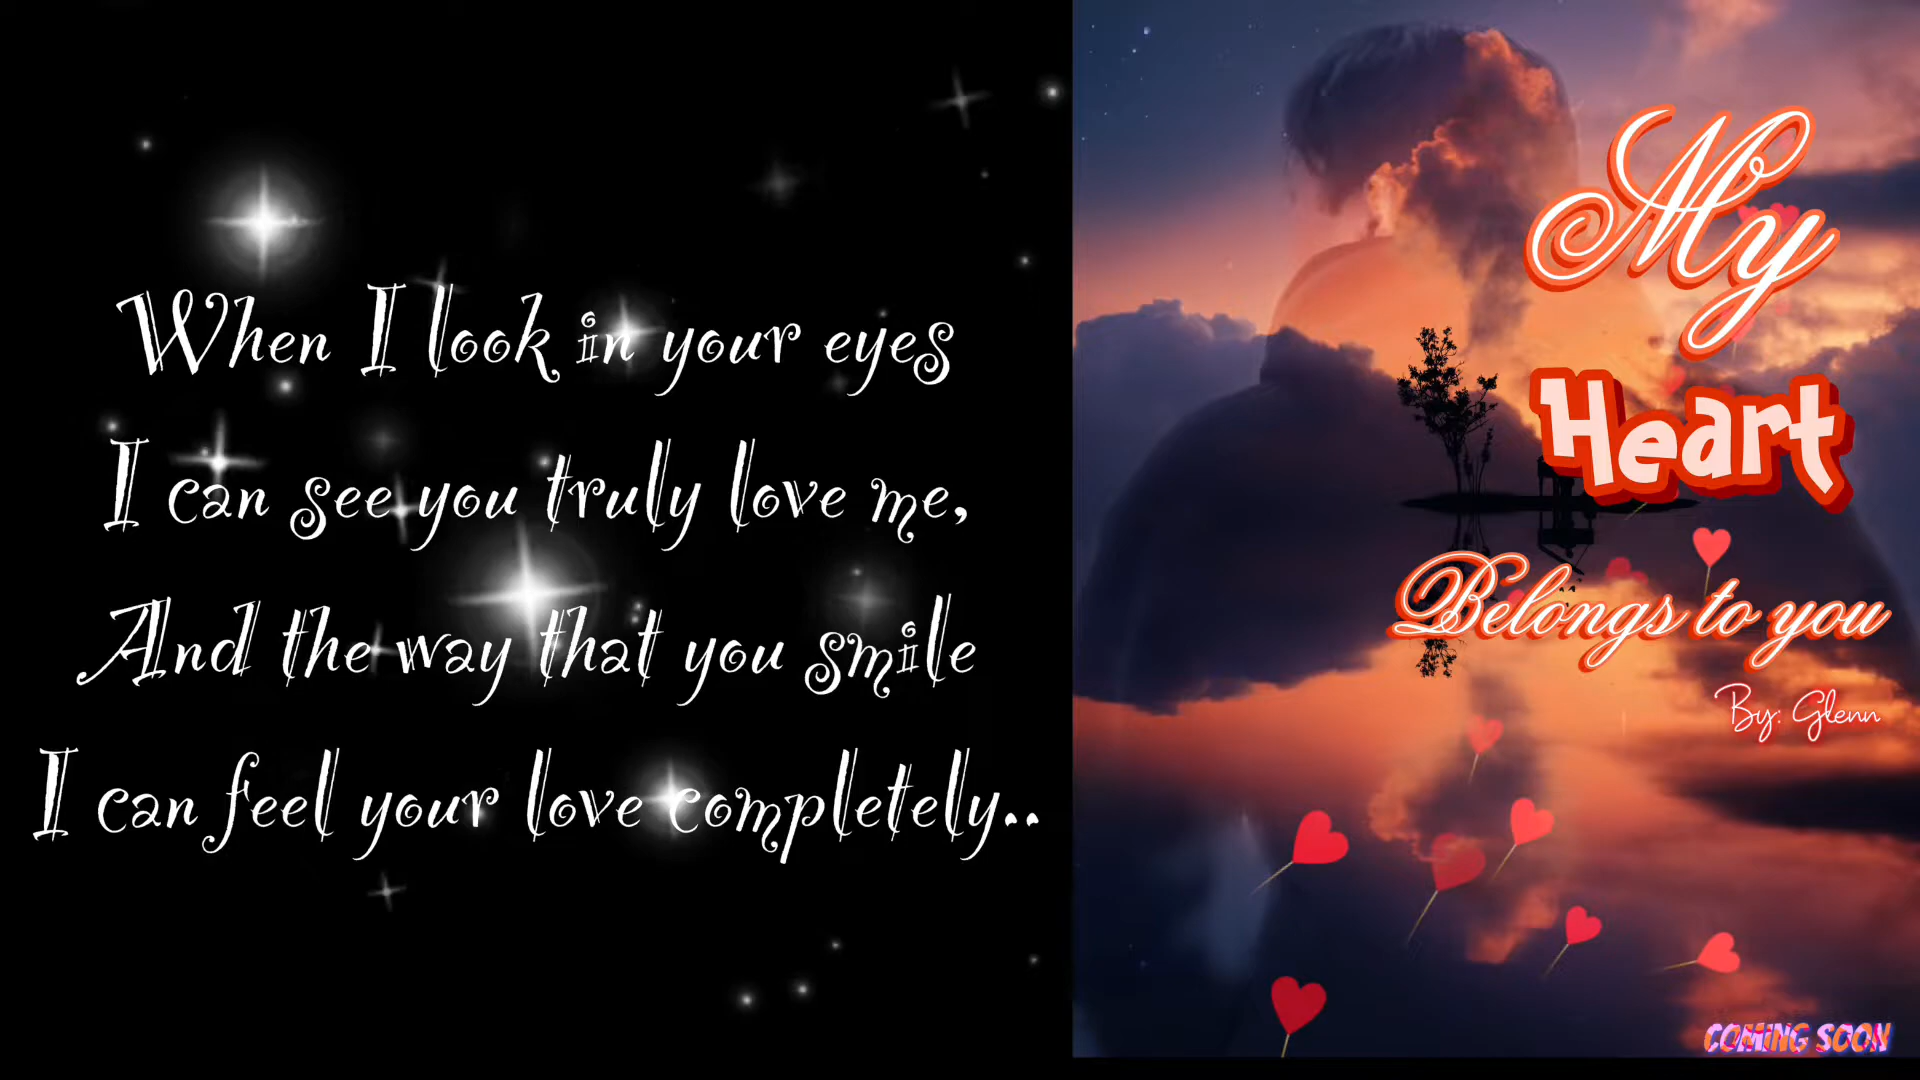 When I look in your eyes
I can see you truly love me,
And the way that you smile
I can feel your love completely..
My
Heart
Belongs to you
By: Glenn
COMING SOON